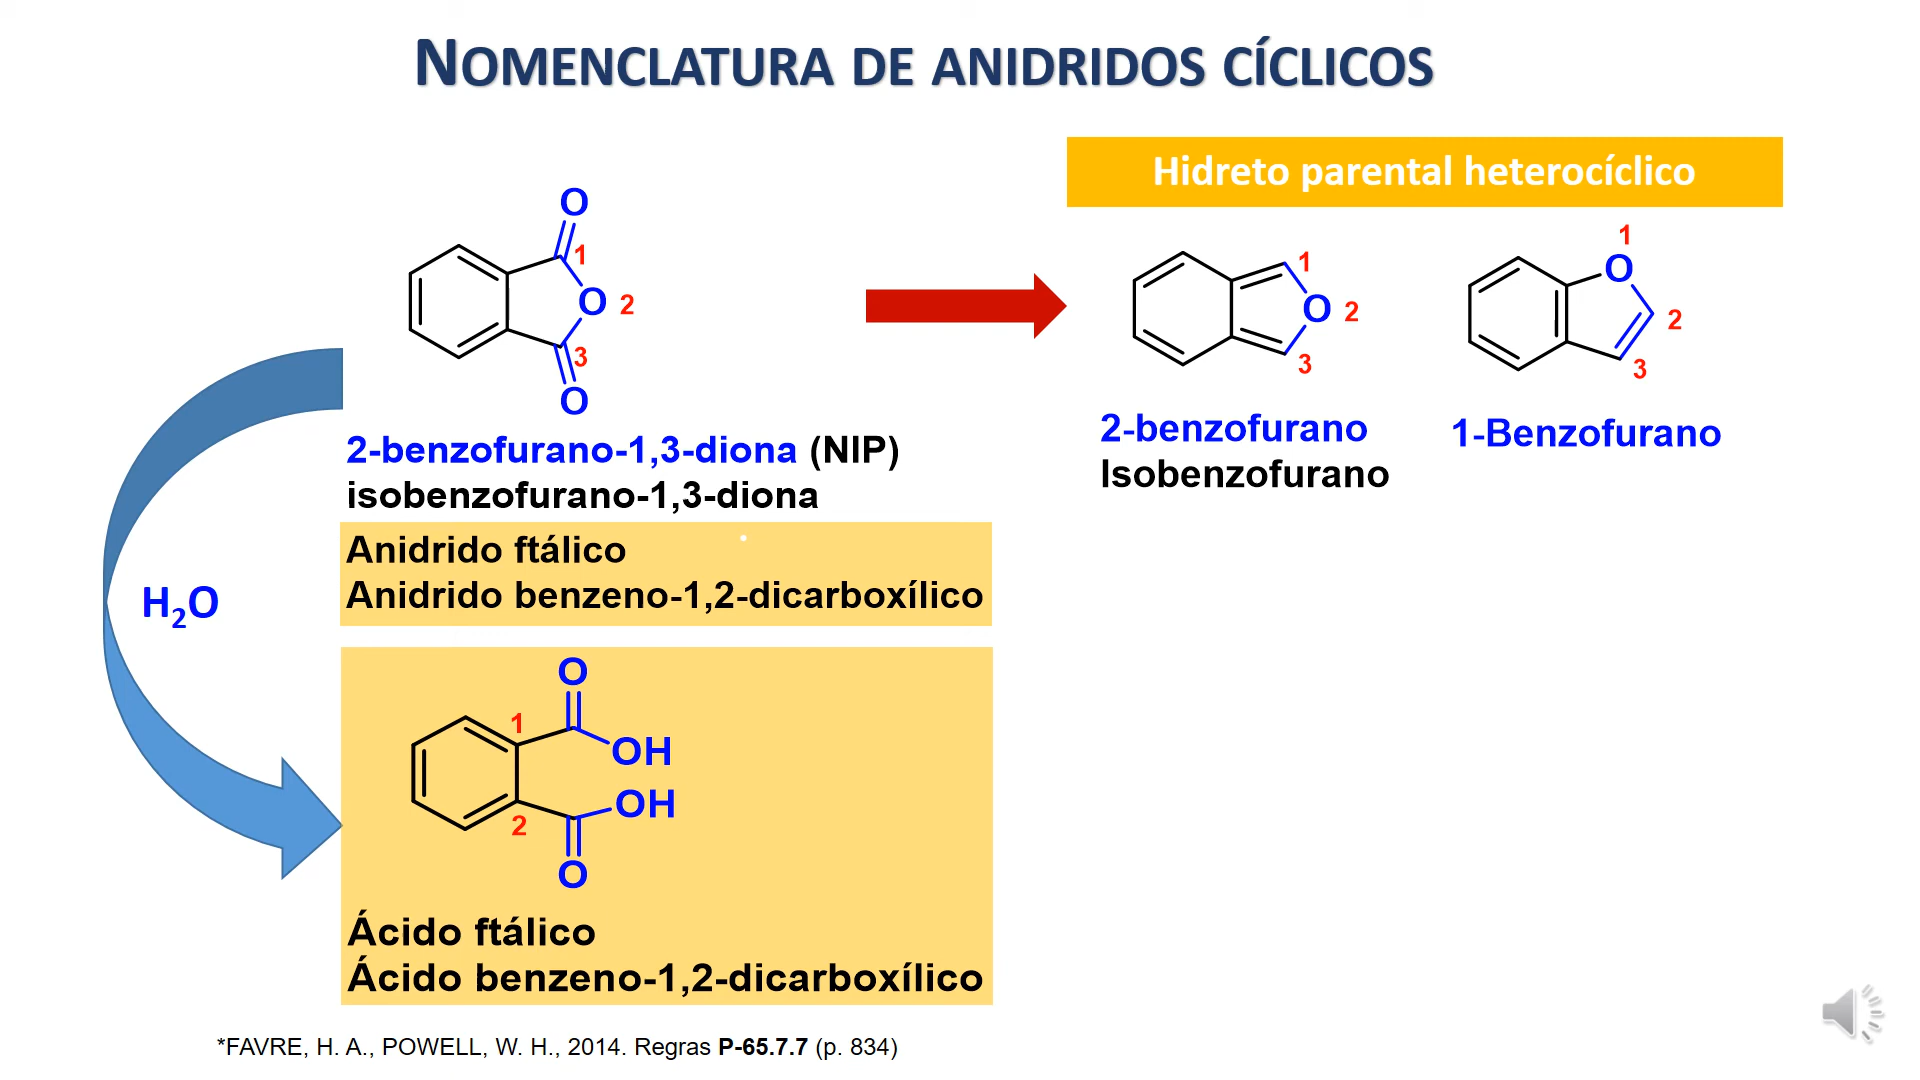 NOMENCLATURA DE ANIDRIDOS CÍCLICOS
Hidreto parental heterocíclico
O
1
O 2
3
O
2-benzofurano-1,3-diona (NIP)
isobenzofurano-1,3-diona
Anidrido ftálico
Anidrido benzeno-1,2-dicarboxílico
1
O 2
3
2-benzofurano
Isobenzofurano
1
O
2
3
1-Benzofurano
H₂O
O
1
OH
OH
2
O
Ácido ftálico
Ácido benzeno-1,2-dicarboxílico
*FAVRE, H. A., POWELL, W. H., 2014. Regras P-65.7.7 (p. 834)